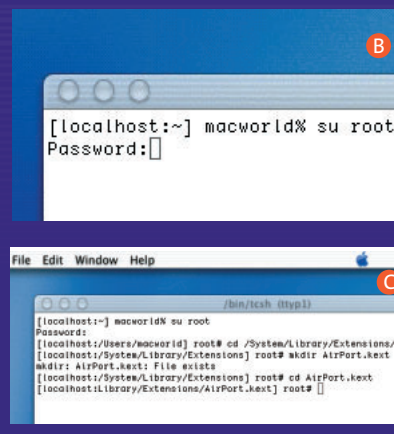 B
[localhost:~] macworld% su root
Password:
File Edit Window Help
C
/bin/tcsh (ttyp1)
[localhost:~] macworld% su root
Password:
[localhost:/Users/macworld] root# cd /System/Library/Extensions/
[localhost:/System/Library/Extensions] root# mkdir AirPort.kext
mkdir: AirPort.kext: File exists
[localhost:/System/Library/Extensions] root# cd AirPort.kext
[localhost:Library/Extensions/AirPort.kext] root#